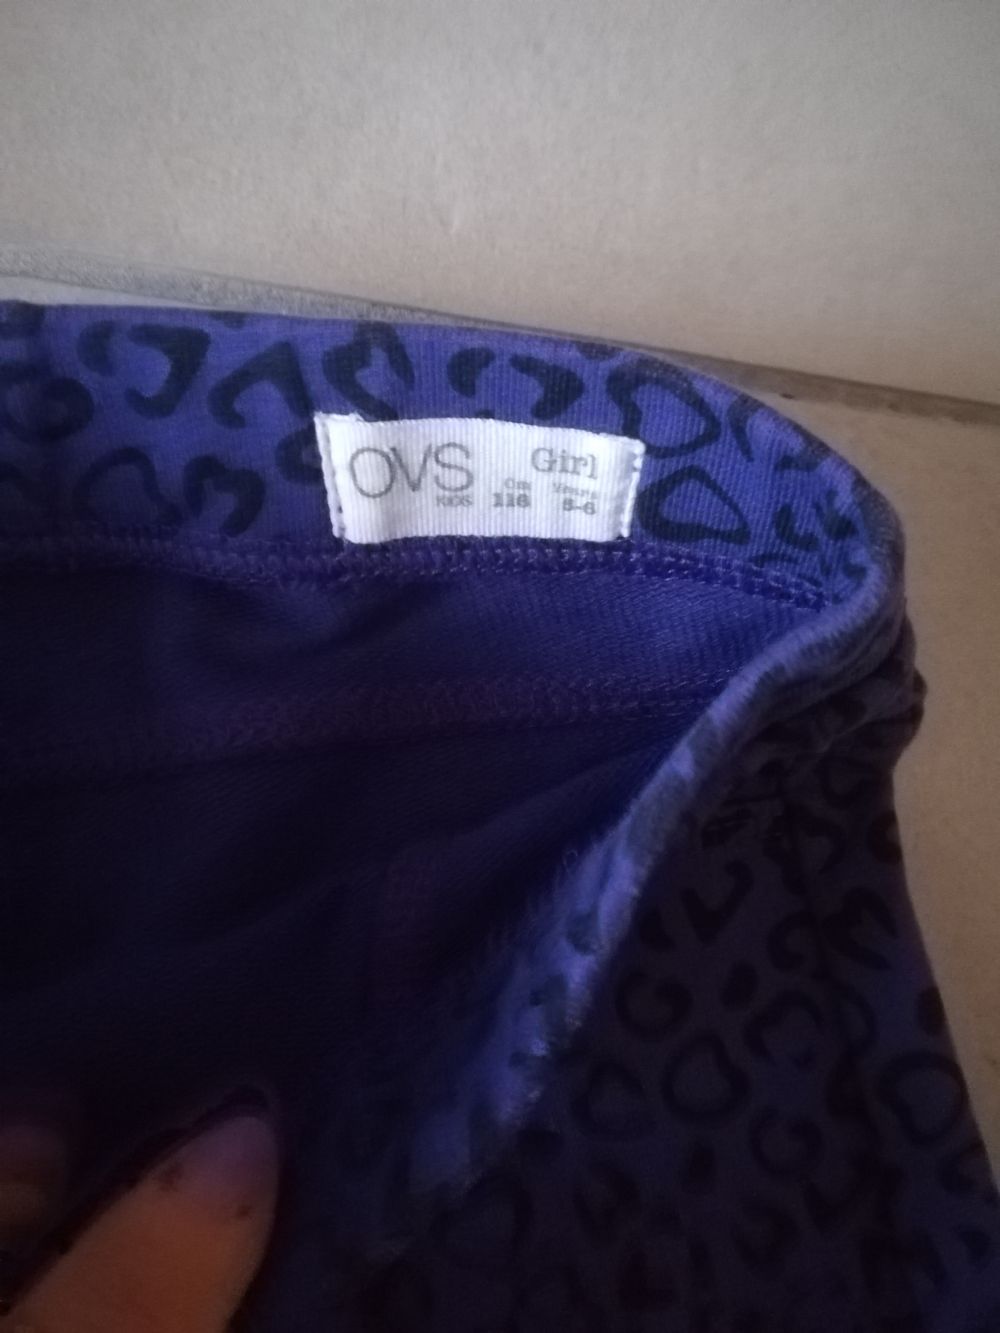 OVS Girl
KIDS Cm Years
116 5-6